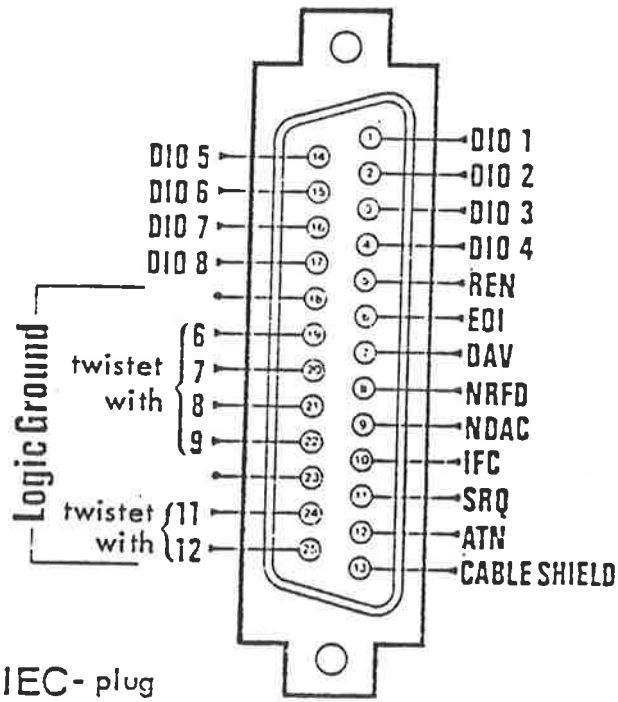 1 DIO 1
DIO 5 14
2 DIO 2
DIO 6 15
3 DIO 3
DIO 7 16
4 DIO 4
DIO 8 17
5 REN
18
6 EOI
6 19
7 DAV
twistet with
7 20
8 NRFD
8 21
9 NDAC
9 22
10 IFC
23
11 SRQ
twistet with
11 24
12 ATN
12 25
13 CABLE SHIELD
Logic Ground
IEC - plug